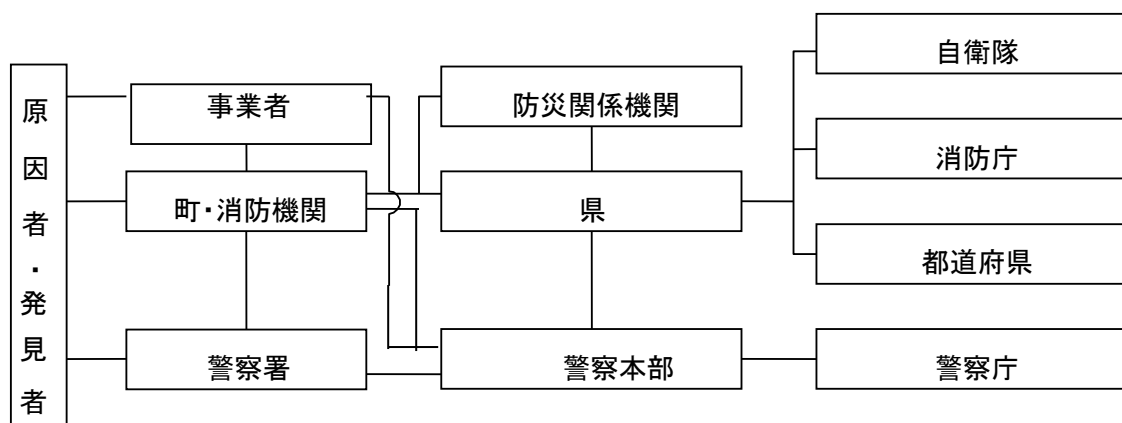 原因者・発見者
事業者
町・消防機関
警察署
防災関係機関
県
警察本部
自衛隊
消防庁
都道府県
警察庁